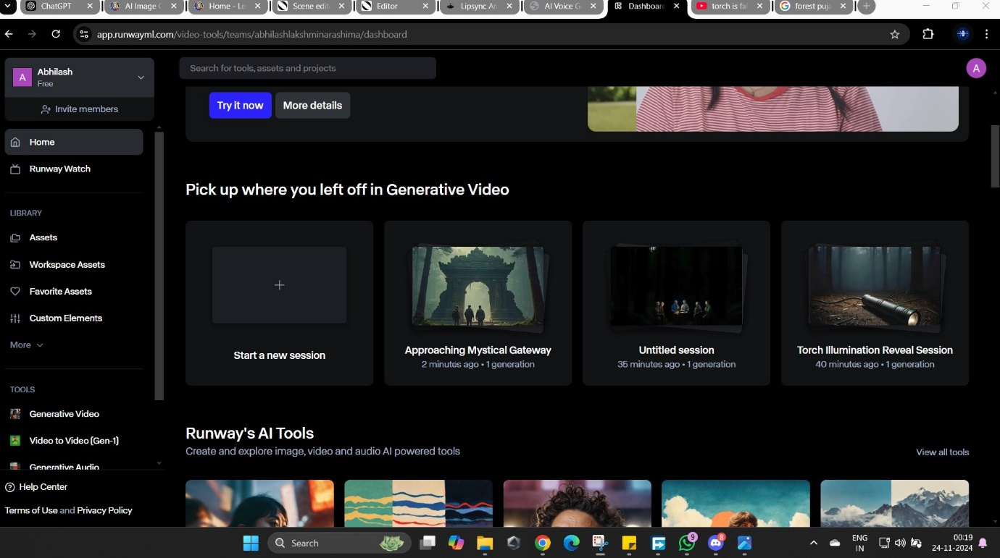 ChatGPT
AI Image G
Home - Le
Scene edit
Editor
Lipsync An
AI Voice Ge
Dashboard
torch is fal
forest puja
app.runwayml.com/video-tools/teams/abhilashlakshminarashima/dashboard
A
Abhilash
Free
Invite members
Search for tools, assets and projects
A
Try it now
More details
Home
Runway Watch
LIBRARY
Assets
Workspace Assets
Favorite Assets
Custom Elements
More
TOOLS
Generative Video
Video to Video (Gen-1)
Generative Audio
Help Center
Terms of Use and Privacy Policy
Pick up where you left off in Generative Video
Start a new session
Approaching Mystical Gateway
2 minutes ago • 1 generation
Untitled session
35 minutes ago • 1 generation
Torch Illumination Reveal Session
40 minutes ago • 1 generation
Runway's AI Tools
Create and explore image, video and audio AI powered tools
View all tools
Search
9
8
ENG
IN
00:19
24-11-2024